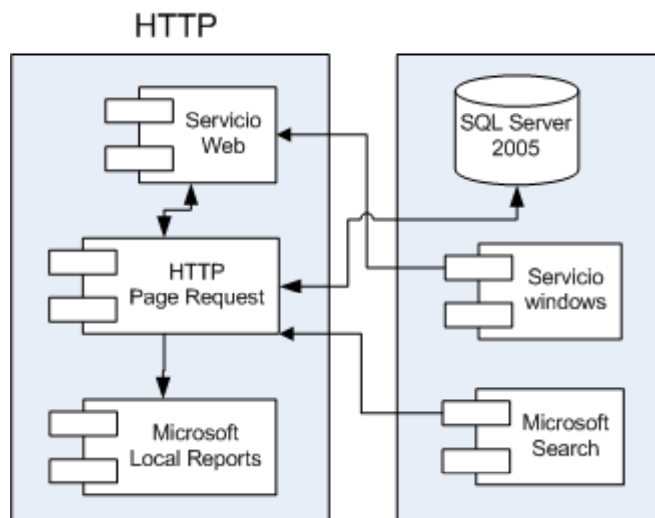 HTTP
Servicio
Web
HTTP
Page Request
Microsoft
Local Reports
SQL Server
2005
Servicio
windows
Microsoft
Search